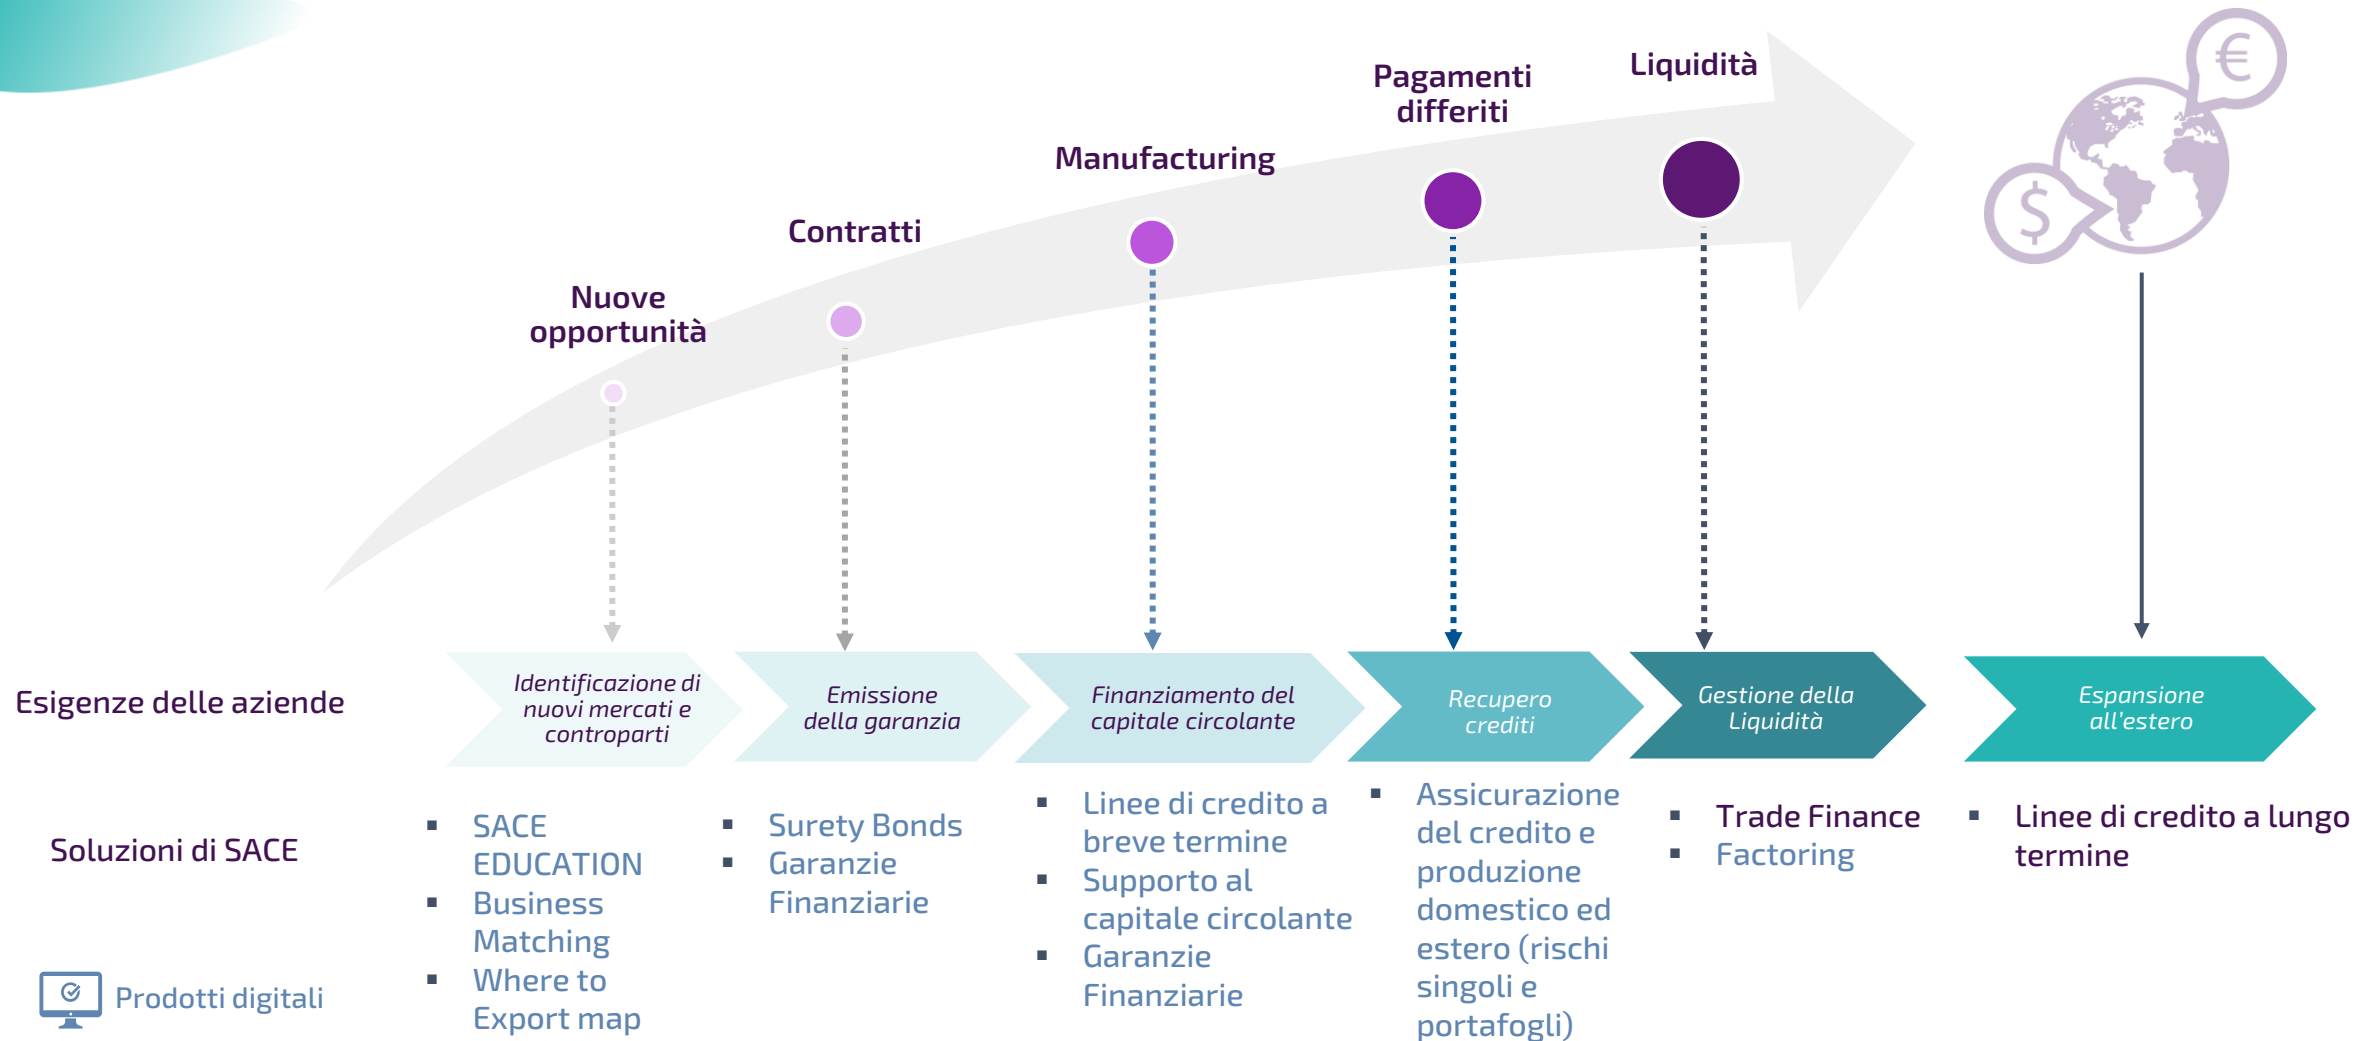 Nuove
opportunità
Contratti
Manufacturing
Pagamenti
differiti
Liquidità
€
$
Esigenze delle aziende
Identificazione di
nuovi mercati e
controparti
Emissione
della garanzia
Finanziamento del
capitale circolante
Recupero
crediti
Gestione della
Liquidità
Espansione
all'estero
Soluzioni di SACE
▪ SACE
EDUCATION
▪ Business
Matching
▪ Where to
Export map
▪ Surety Bonds
▪ Garanzie
Finanziarie
▪ Linee di credito a
breve termine
▪ Supporto al
capitale circolante
▪ Garanzie
Finanziarie
▪ Assicurazione
del credito e
produzione
domestico ed
estero (rischi
singoli e
portafogli)
▪ Trade Finance
▪ Factoring
▪ Linee di credito a lungo
termine
Prodotti digitali